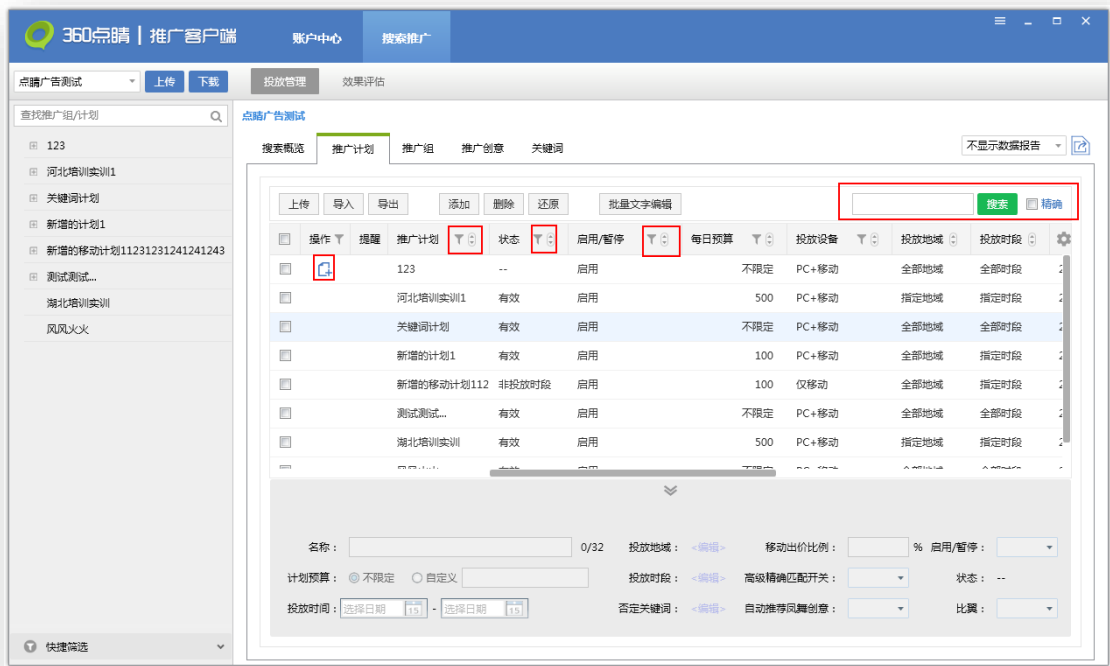 360点睛 | 推广客户端 账户中心 搜索推广
点睛广告测试 上传 下载 投放管理 效果评估
查找推广组/计划
123
河北培训实训1
关键词计划
新增的计划1
新增的移动计划11231231241241243
测试测试...
湖北培训实训
风风火火
快捷筛选
点睛广告测试
搜索概览 推广计划 推广组 推广创意 关键词 不显示数据报告
上传 导入 导出 添加 删除 还原 批量文字编辑 搜索 精确
操作 提醒 推广计划 状态 启用/暂停 每日预算 投放设备 投放地域 投放时段
123 -- 启用 不限定 PC+移动 全部地域 全部时段
河北培训实训1 有效 启用 500 PC+移动 指定地域 指定时段
关键词计划 有效 启用 不限定 PC+移动 全部地域 全部时段
新增的计划1 有效 启用 100 PC+移动 全部地域 指定时段
新增的移动计划112 非投放时段 启用 100 仅移动 全部地域 指定时段
测试测试... 有效 启用 不限定 PC+移动 全部地域 全部时段
湖北培训实训 有效 启用 500 PC+移动 指定地域 指定时段
名称： 0/32 投放地域： <编辑> 移动出价比例： % 启用/暂停：
计划预算： 不限定 自定义 投放时段： <编辑> 高级精确匹配开关： 状态： --
投放时间： 选择日期 15 - 选择日期 15 否定关键词： <编辑> 自动推荐凤舞创意： 比翼：